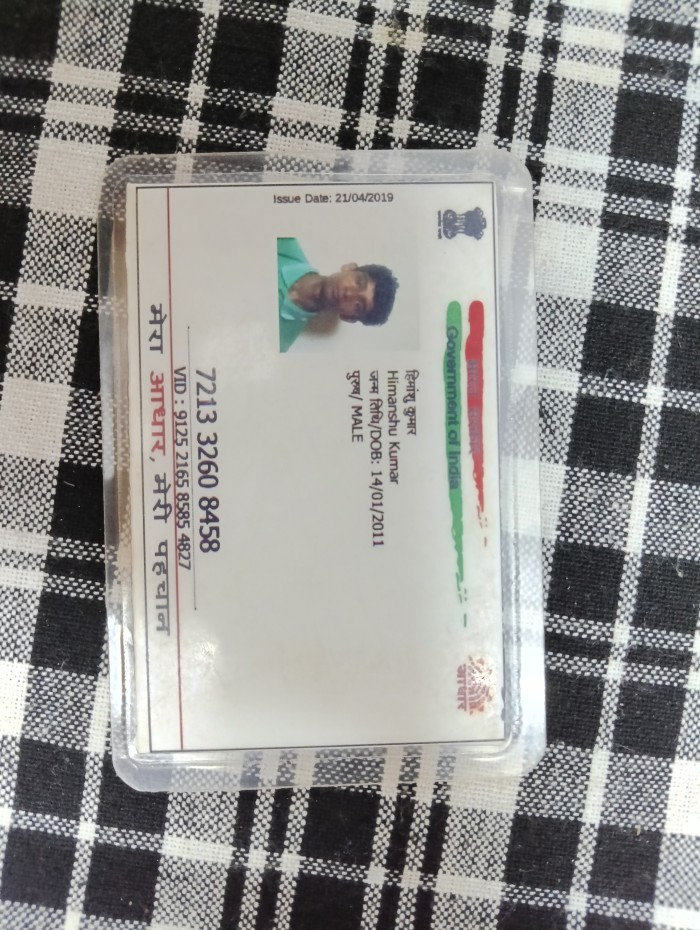 Government of India
Issue Date: 21/04/2019
हिमांशु कुमार
Himanshu Kumar
जन्म तिथि/DOB: 14/01/2011
पुरुष/ MALE
आधार
7213 3260 8458
VID : 9125 2165 8585 4827
मेरा आधार, मेरी पहचान